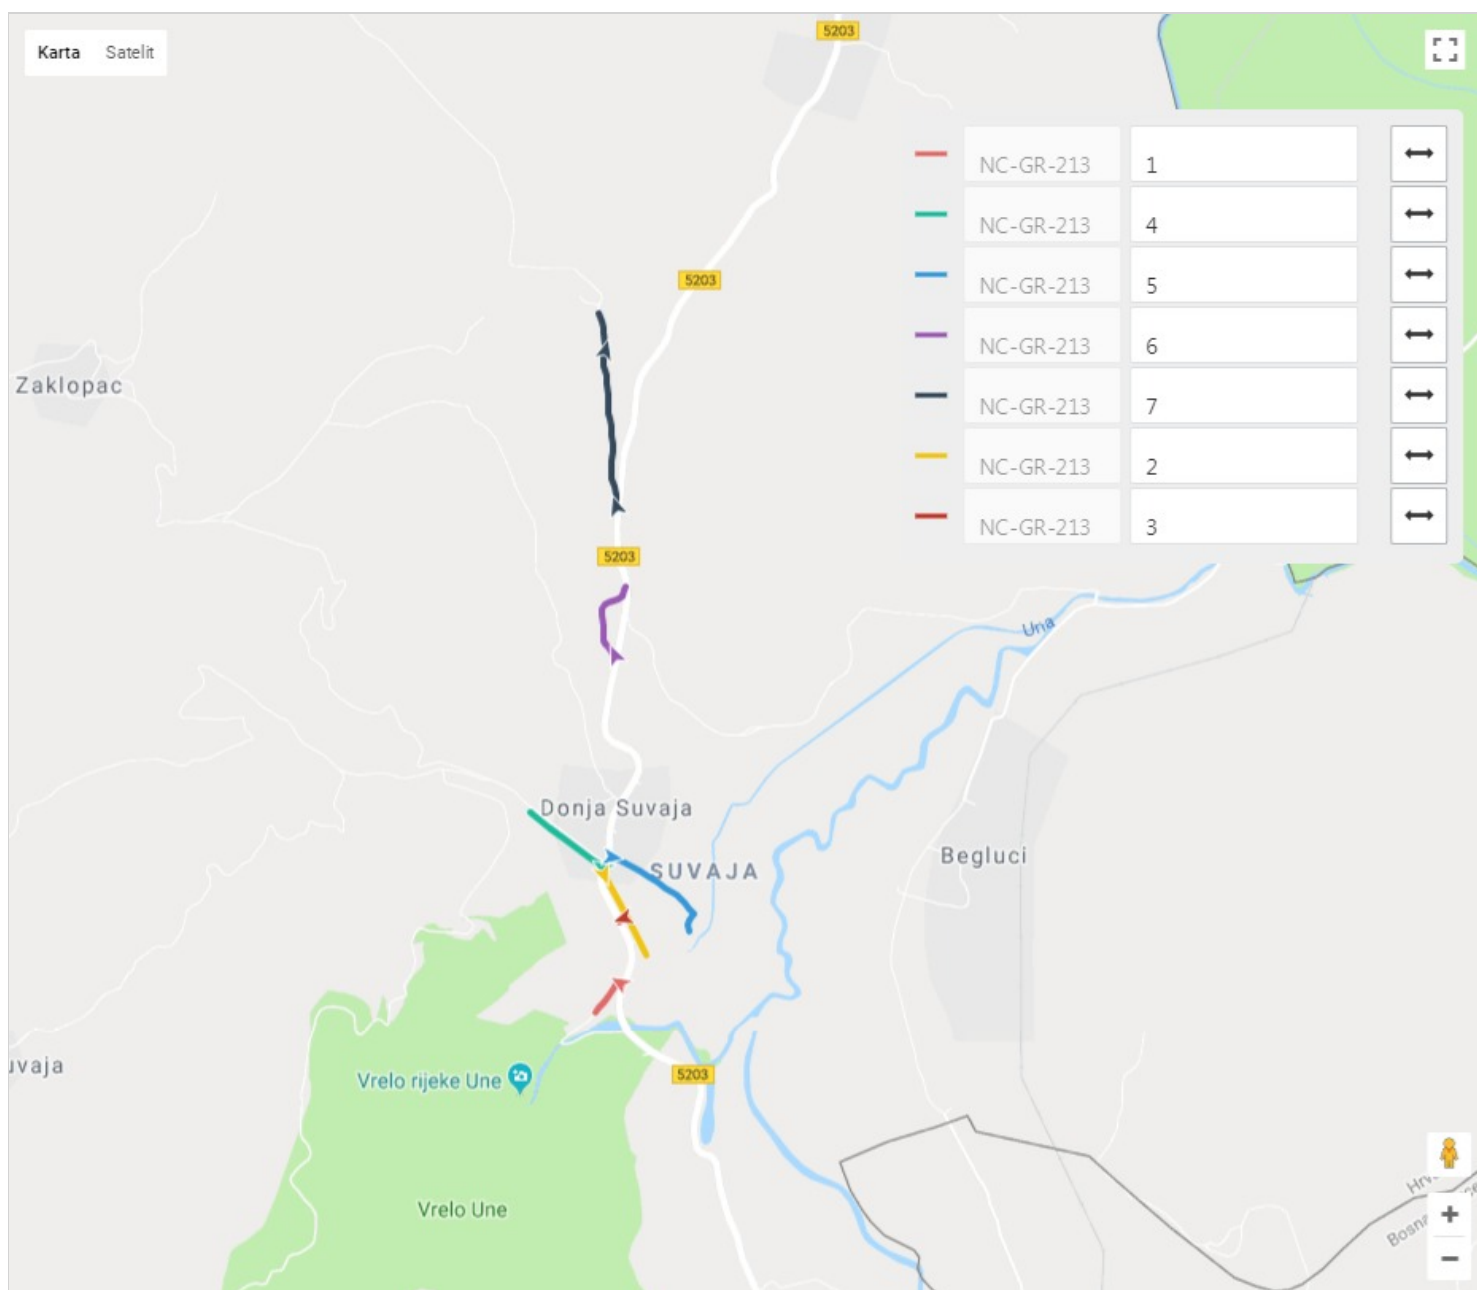 5203
Karta Satelit
NC-GR-213 1
NC-GR-213 4
5203
NC-GR-213 5
NC-GR-213 6
Zaklopac
NC-GR-213 7
NC-GR-213 2
NC-GR-213 3
5203
Una
Donja Suvaja
SUVAJA
Begluci
uvaja
Vrelo rijeke Une
5203
Vrelo Une
+
−